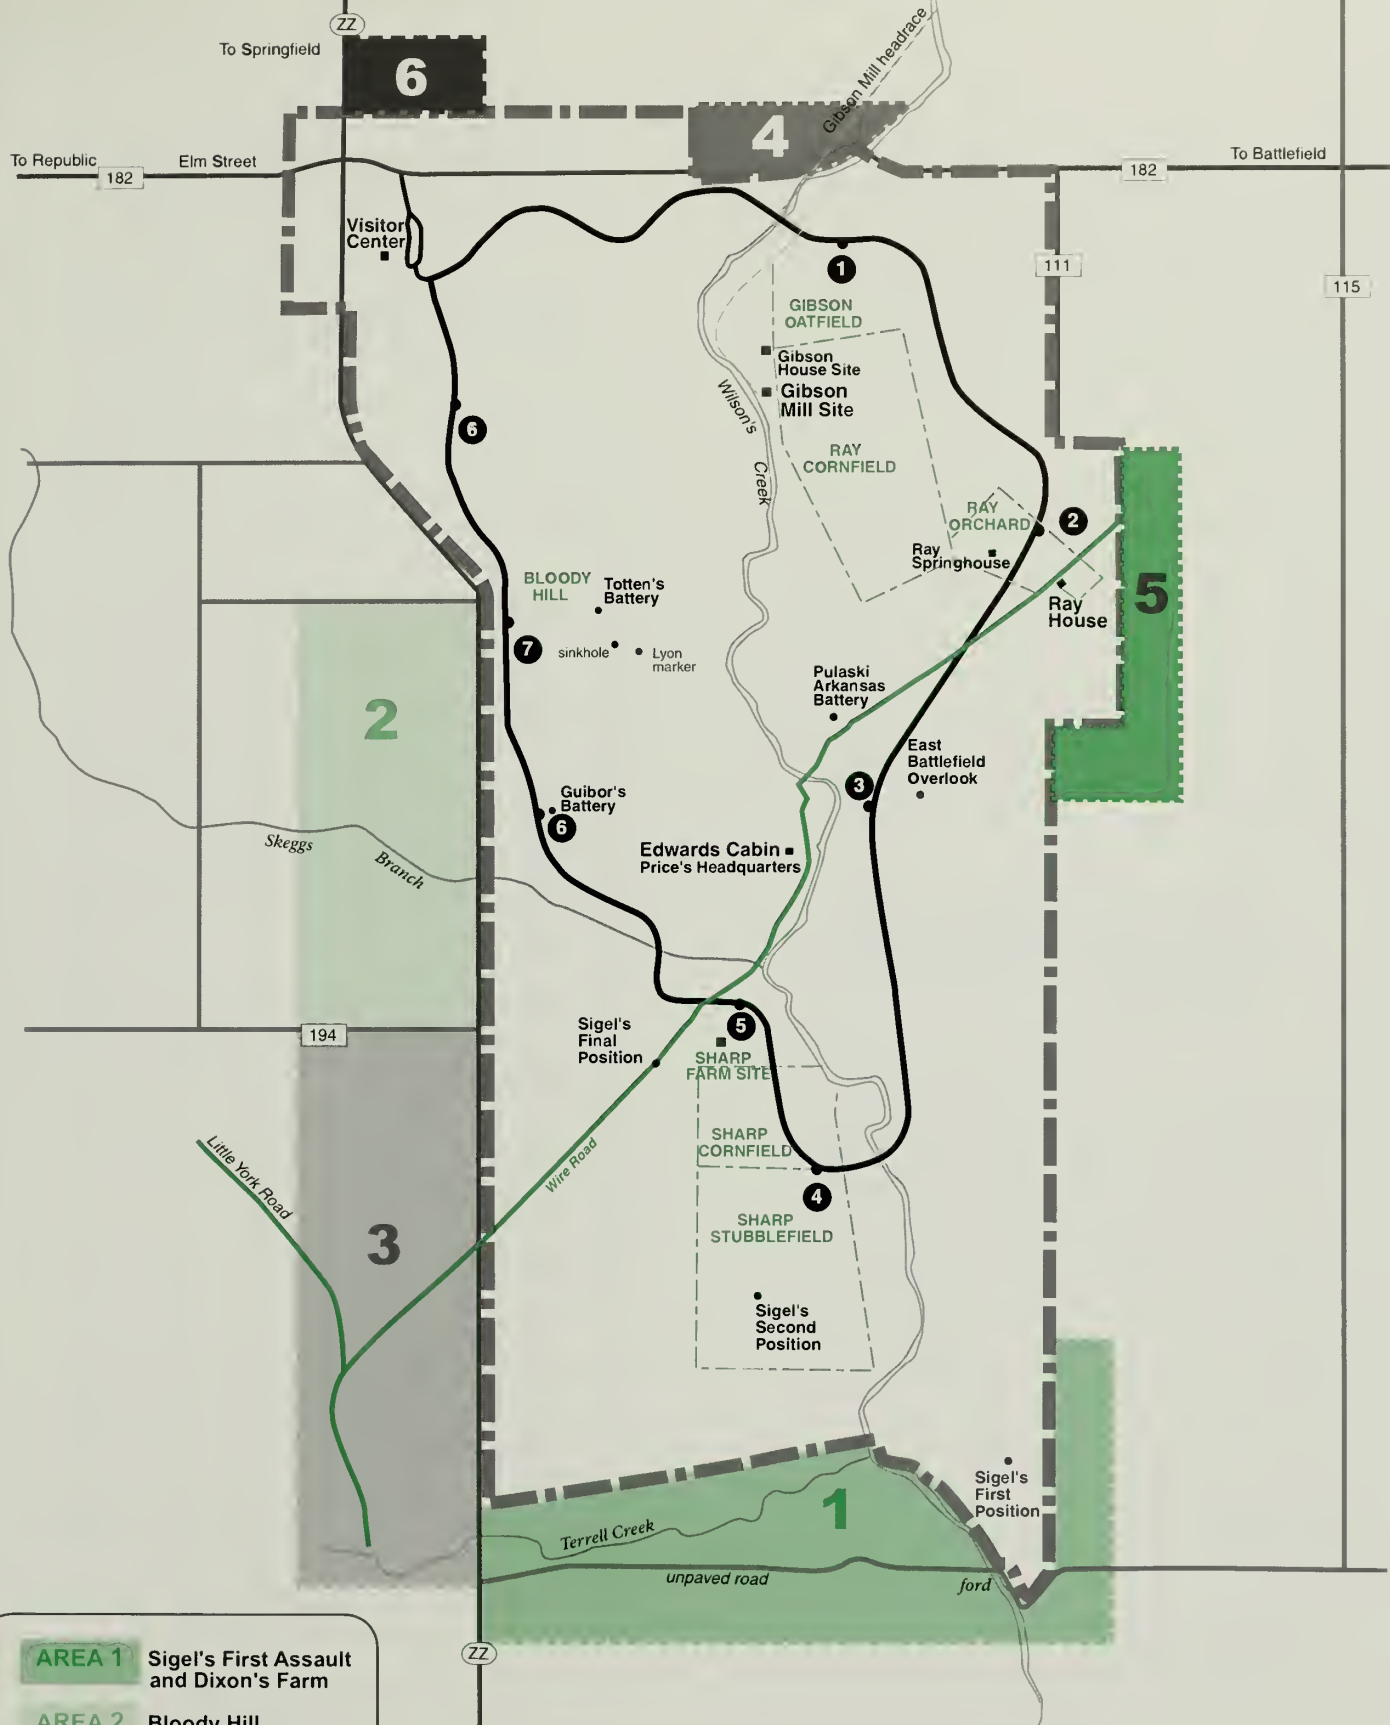 ZZ
To Springfield
6
Gibson Mill headrace
4
To Republic
182
Elm Street
To Battlefield
182
Visitor
Center
111
115
1
GIBSON
OATFIELD
Gibson
House Site
Gibson
Mill Site
Wilson's
Creek
6
RAY
CORNFIELD
RAY
ORCHARD
2
Ray
Springhouse
5
Ray
House
BLOODY
HILL
Totten's
Battery
7
sinkhole
Lyon
marker
2
Pulaski
Arkansas
Battery
East
Battlefield
Overlook
3
Guibor's
Battery
6
Skeggs
Branch
Edwards Cabin
Price's Headquarters
194
Sigel's
Final
Position
5
SHARP
FARM SITE
Little York Road
Wire Road
SHARP
CORNFIELD
4
3
SHARP
STUBBLEFIELD
Sigel's
Second
Position
Sigel's
First
Position
1
Terrell Creek
unpaved road
ford
ZZ
AREA 1
Sigel's First Assault
and Dixon's Farm
AREA 2
Bloody Hill